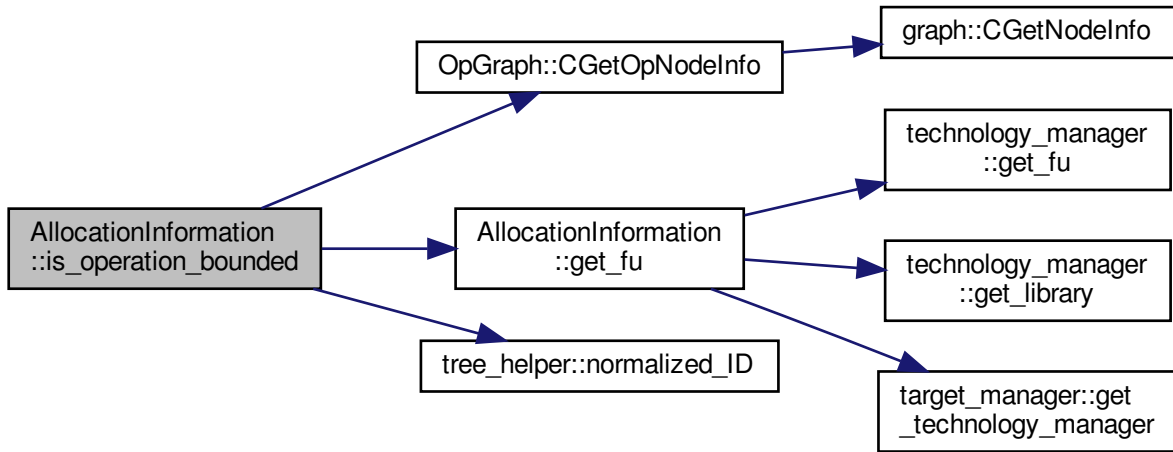 AllocationInformation
::is_operation_bounded
OpGraph::CGetOpNodeInfo
graph::CGetNodeInfo
AllocationInformation
::get_fu
technology_manager
::get_fu
technology_manager
::get_library
target_manager::get
_technology_manager
tree_helper::normalized_ID